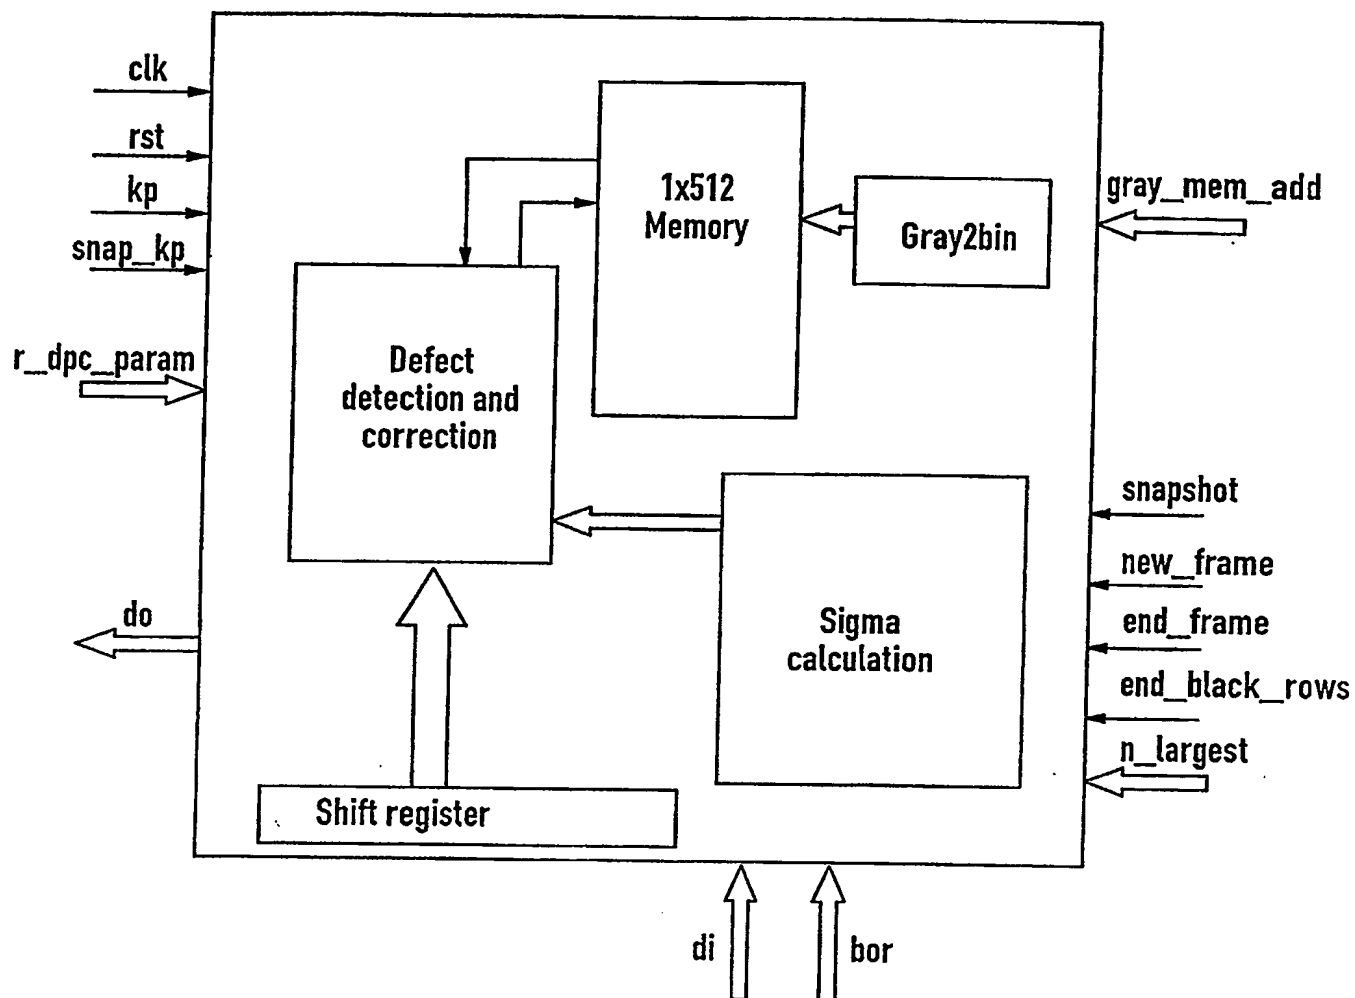 clk
rst
kp
snap_kp
r_dpc_param
do
1x512
Memory
Gray2bin
gray_mem_add
Defect
detection and
correction
snapshot
new_frame
end_frame
end_black_rows
n_largest
Sigma
calculation
Shift register
di
bor